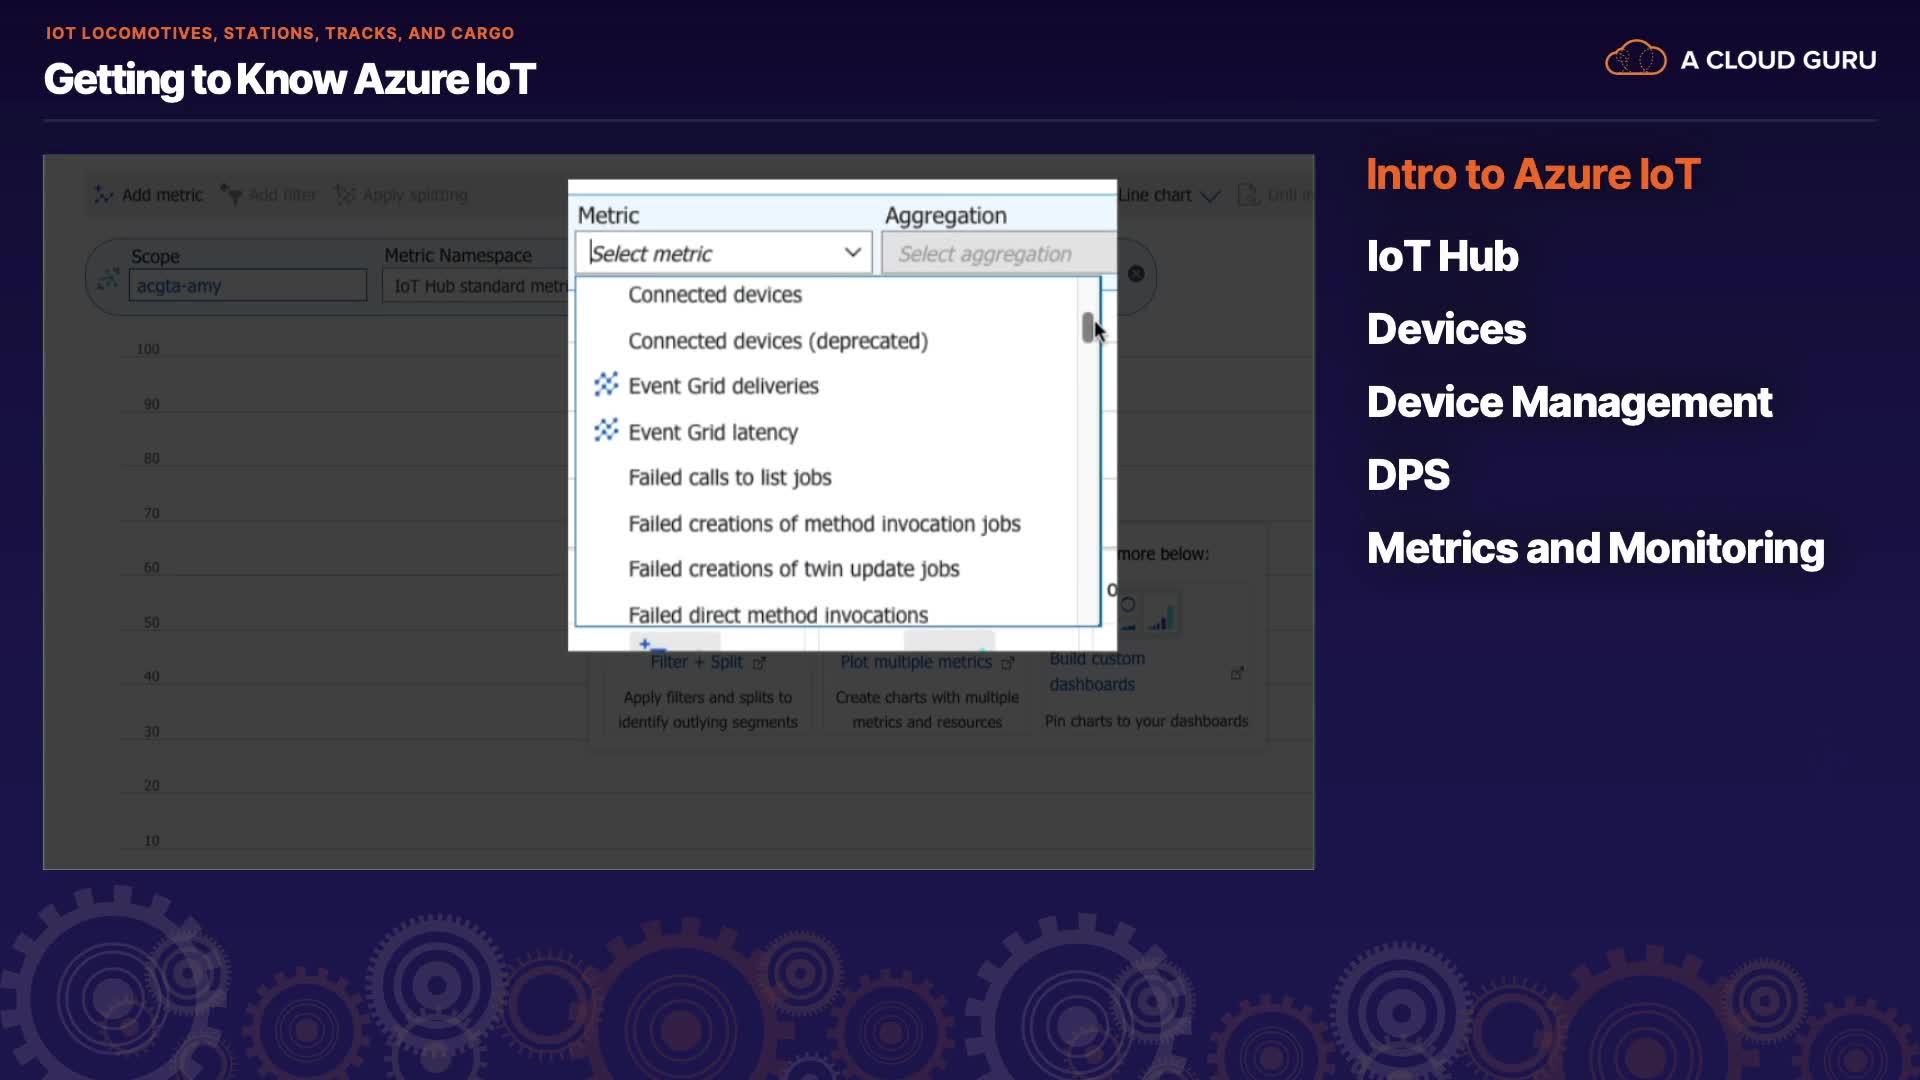 IOT LOCOMOTIVES, STATIONS, TRACKS, AND CARGO
Getting to Know Azure IoT
A CLOUD GURU
Add metric
Add filter
Apply splitting
Line chart
Scope
acgta-amy
Metric Namespace
IoT Hub standard metri
Metric
Aggregation
Select metric
Select aggregation
Connected devices
Connected devices (deprecated)
Event Grid deliveries
Event Grid latency
Failed calls to list jobs
Failed creations of method invocation jobs
Failed creations of twin update jobs
Failed direct method invocations
100
90
80
70
60
50
40
30
20
10
more below:
Filter + Split
Apply filters and splits to
identify outlying segments
Plot multiple metrics
Create charts with multiple
metrics and resources
Build custom
dashboards
Pin charts to your dashboards
Intro to Azure IoT
IoT Hub
Devices
Device Management
DPS
Metrics and Monitoring